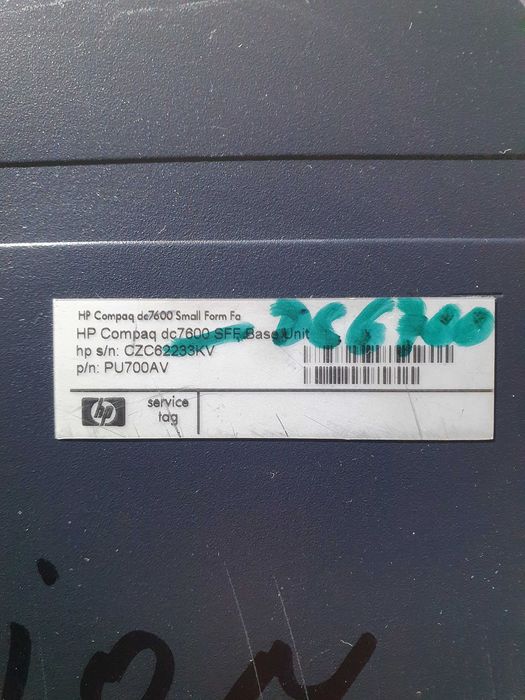 HP Compaq dc7600 Small Form Fa
HP Compaq dc7600 SFF Base Unit
DC6300
hp s/n: CZC62233KV
p/n: PU700AV
hp
service
tag